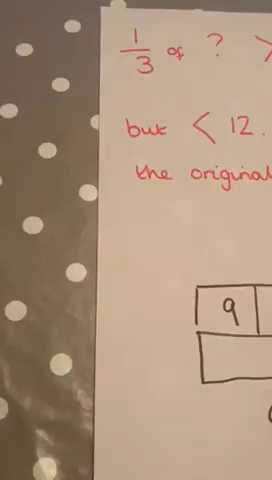 1/3 of ? >
but < 12.
the original
9